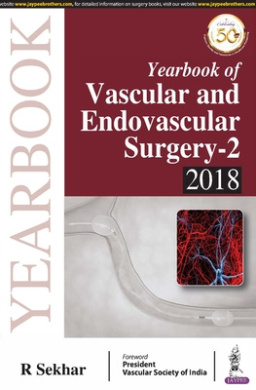 website: www.jaypeebrothers.com, for detailed information on surgery books, visit our website: www.jaypeebrothers.com
Celebrating
50
YEARBOOK
Yearbook of
Vascular and
Endovascular
Surgery-2
2018
R Sekhar
Foreword
President
Vascular Society of India
JAYPEE